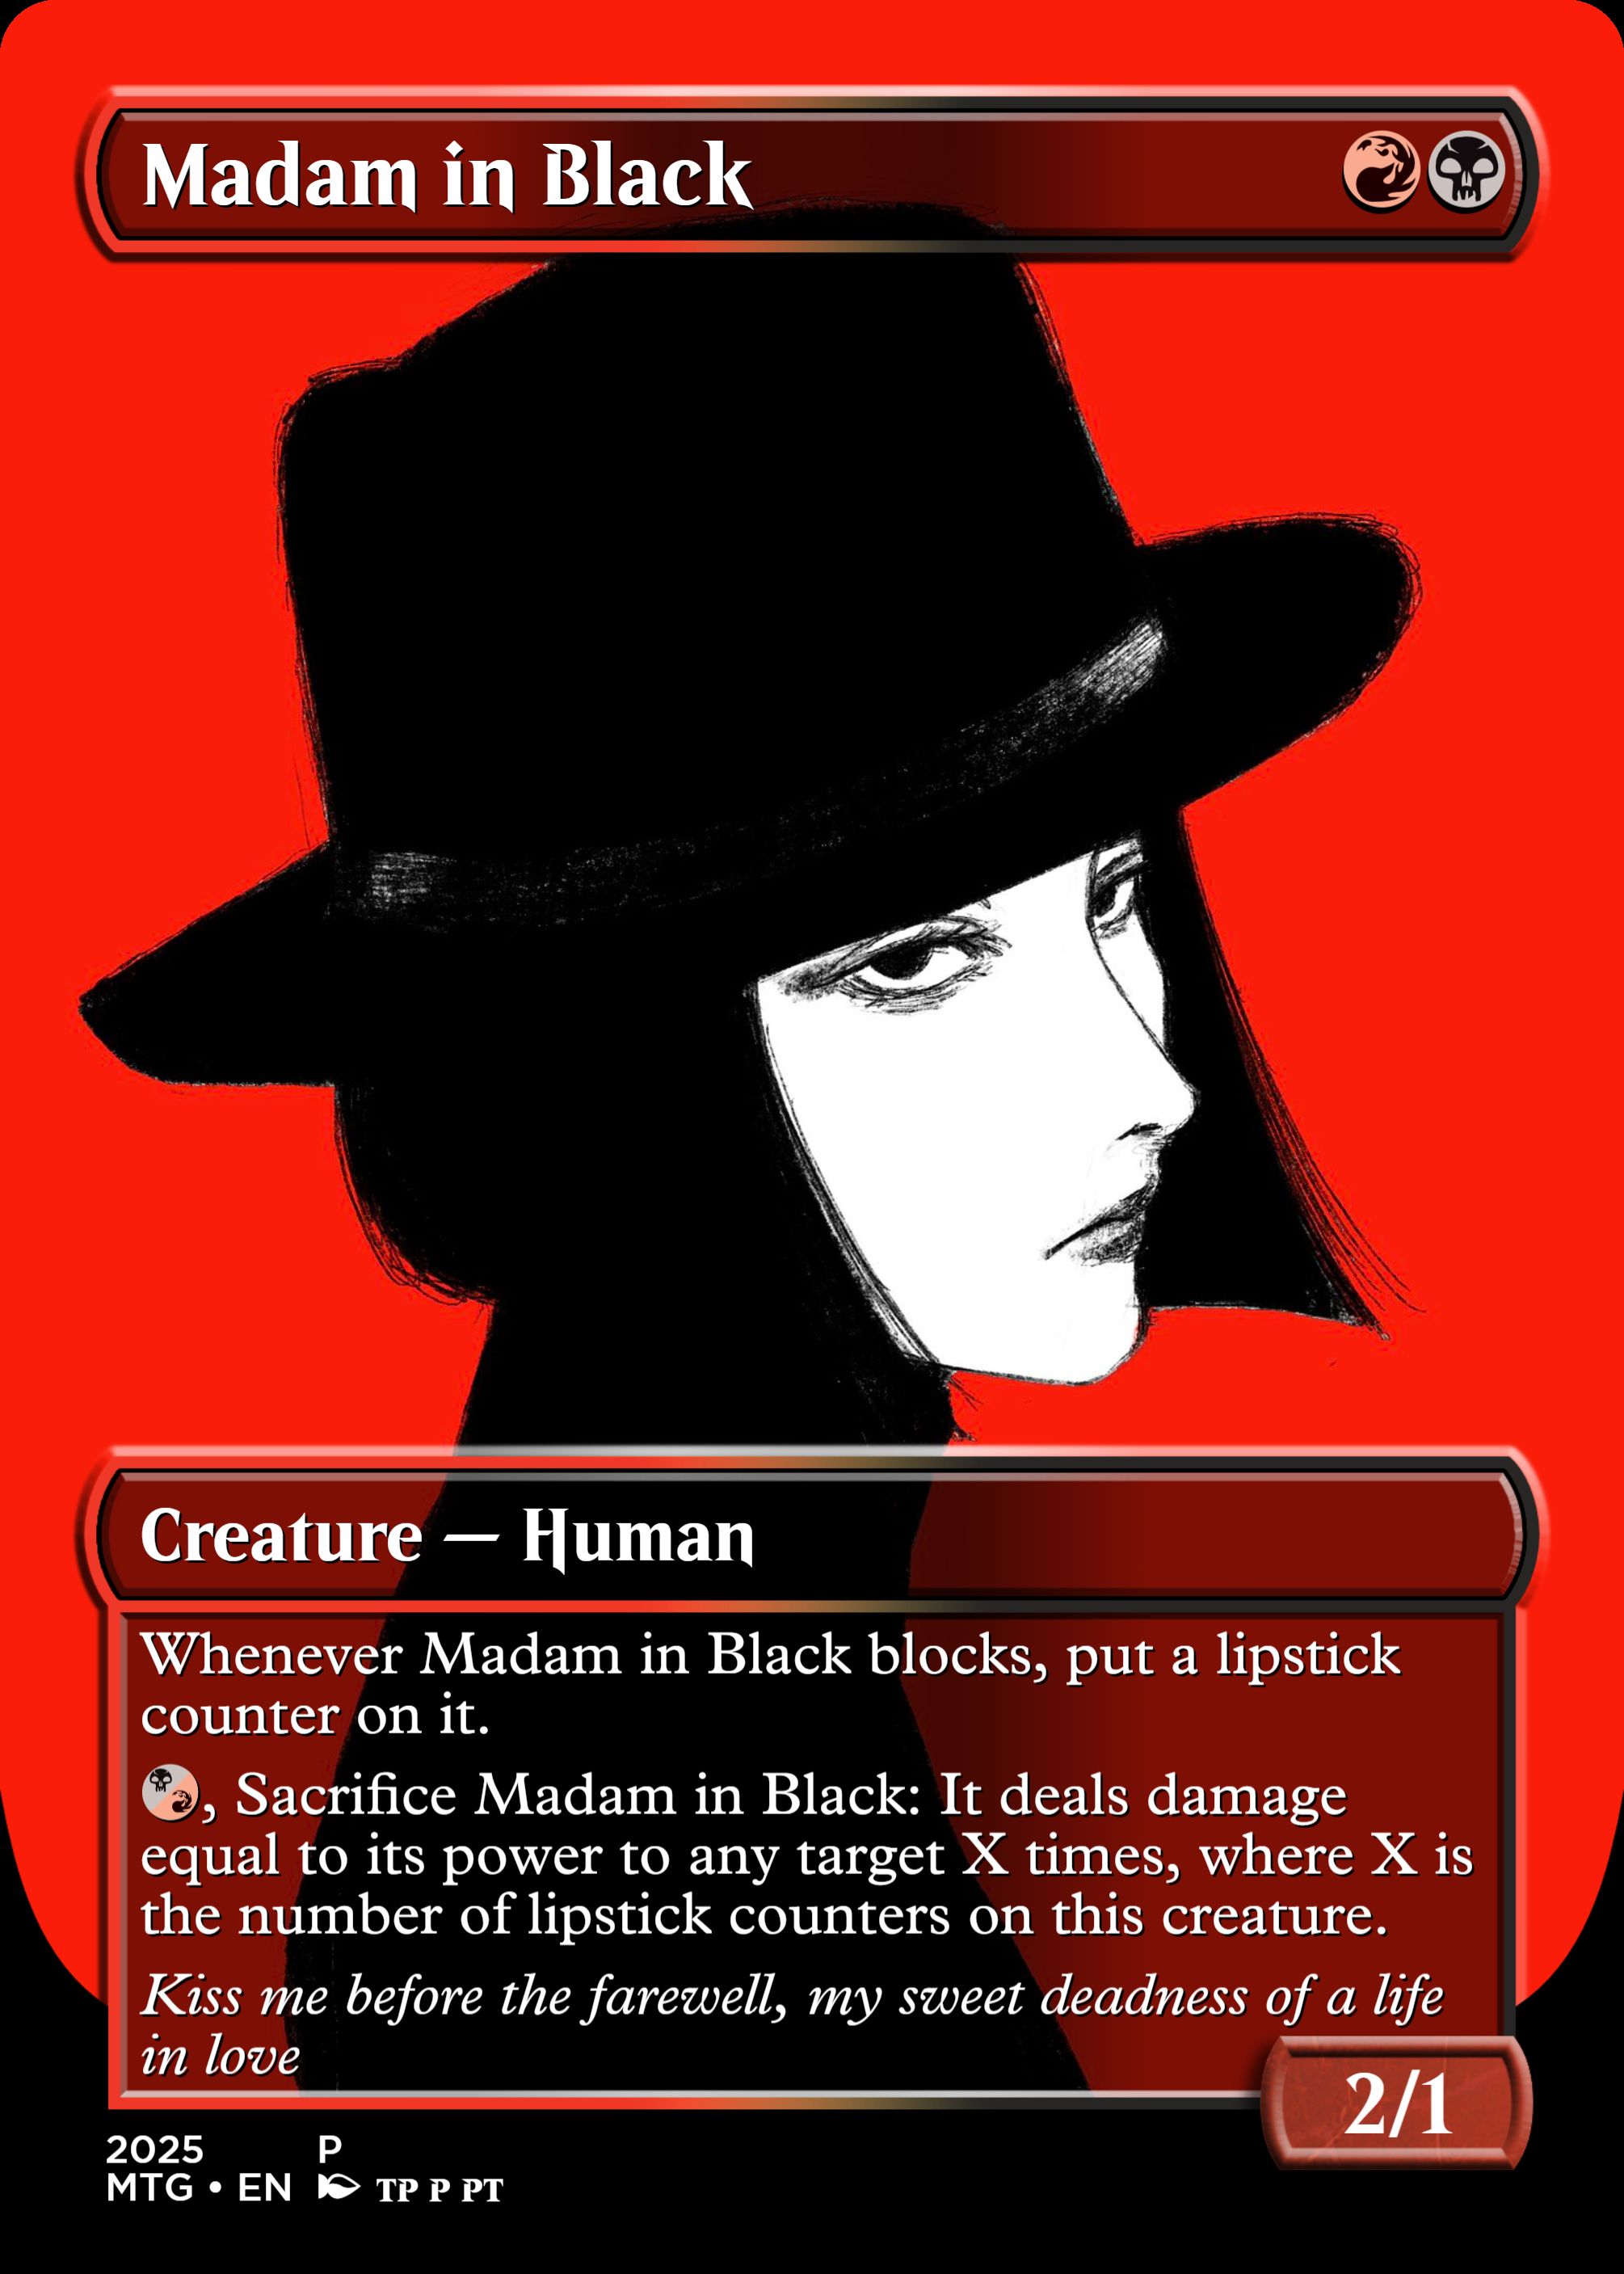 Madam in Black
Creature — Human
Whenever Madam in Black blocks, put a lipstick
counter on it.
, Sacrifice Madam in Black: It deals damage
equal to its power to any target X times, where X is
the number of lipstick counters on this creature.
Kiss me before the farewell, my sweet deadness of a life
in love
2/1
2025 P
MTG • EN TP P PT